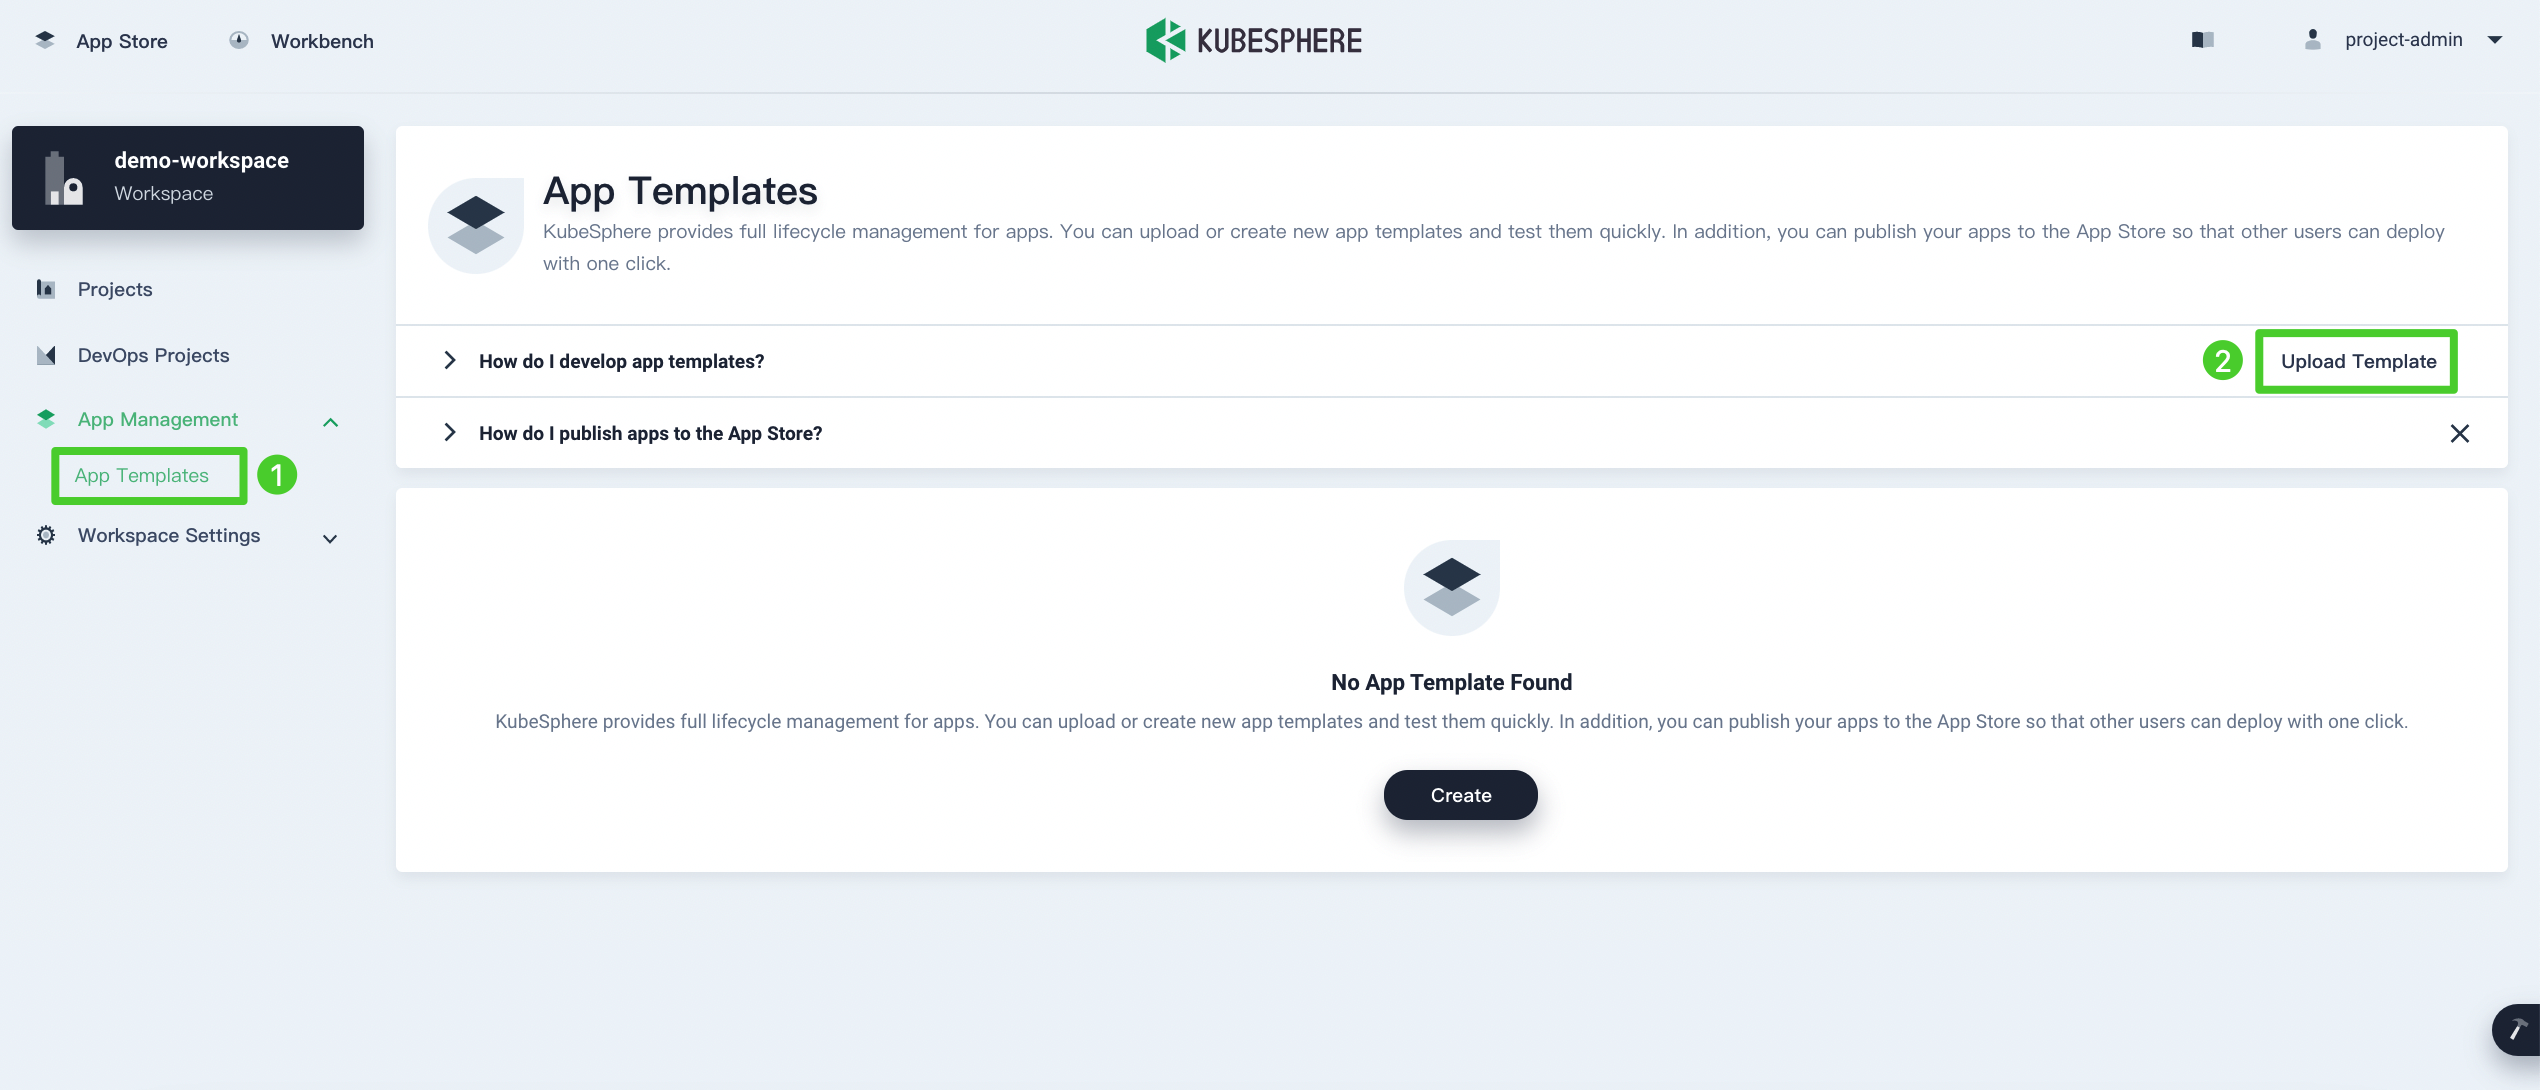 App Store
Workbench
KUBESPHERE
project-admin
demo-workspace
Workspace
Projects
DevOps Projects
App Management
App Templates
1
Workspace Settings
App Templates
KubeSphere provides full lifecycle management for apps. You can upload or create new app templates and test them quickly. In addition, you can publish your apps to the App Store so that other users can deploy
with one click.
How do I develop app templates?
2
Upload Template
How do I publish apps to the App Store?
No App Template Found
KubeSphere provides full lifecycle management for apps. You can upload or create new app templates and test them quickly. In addition, you can publish your apps to the App Store so that other users can deploy with one click.
Create